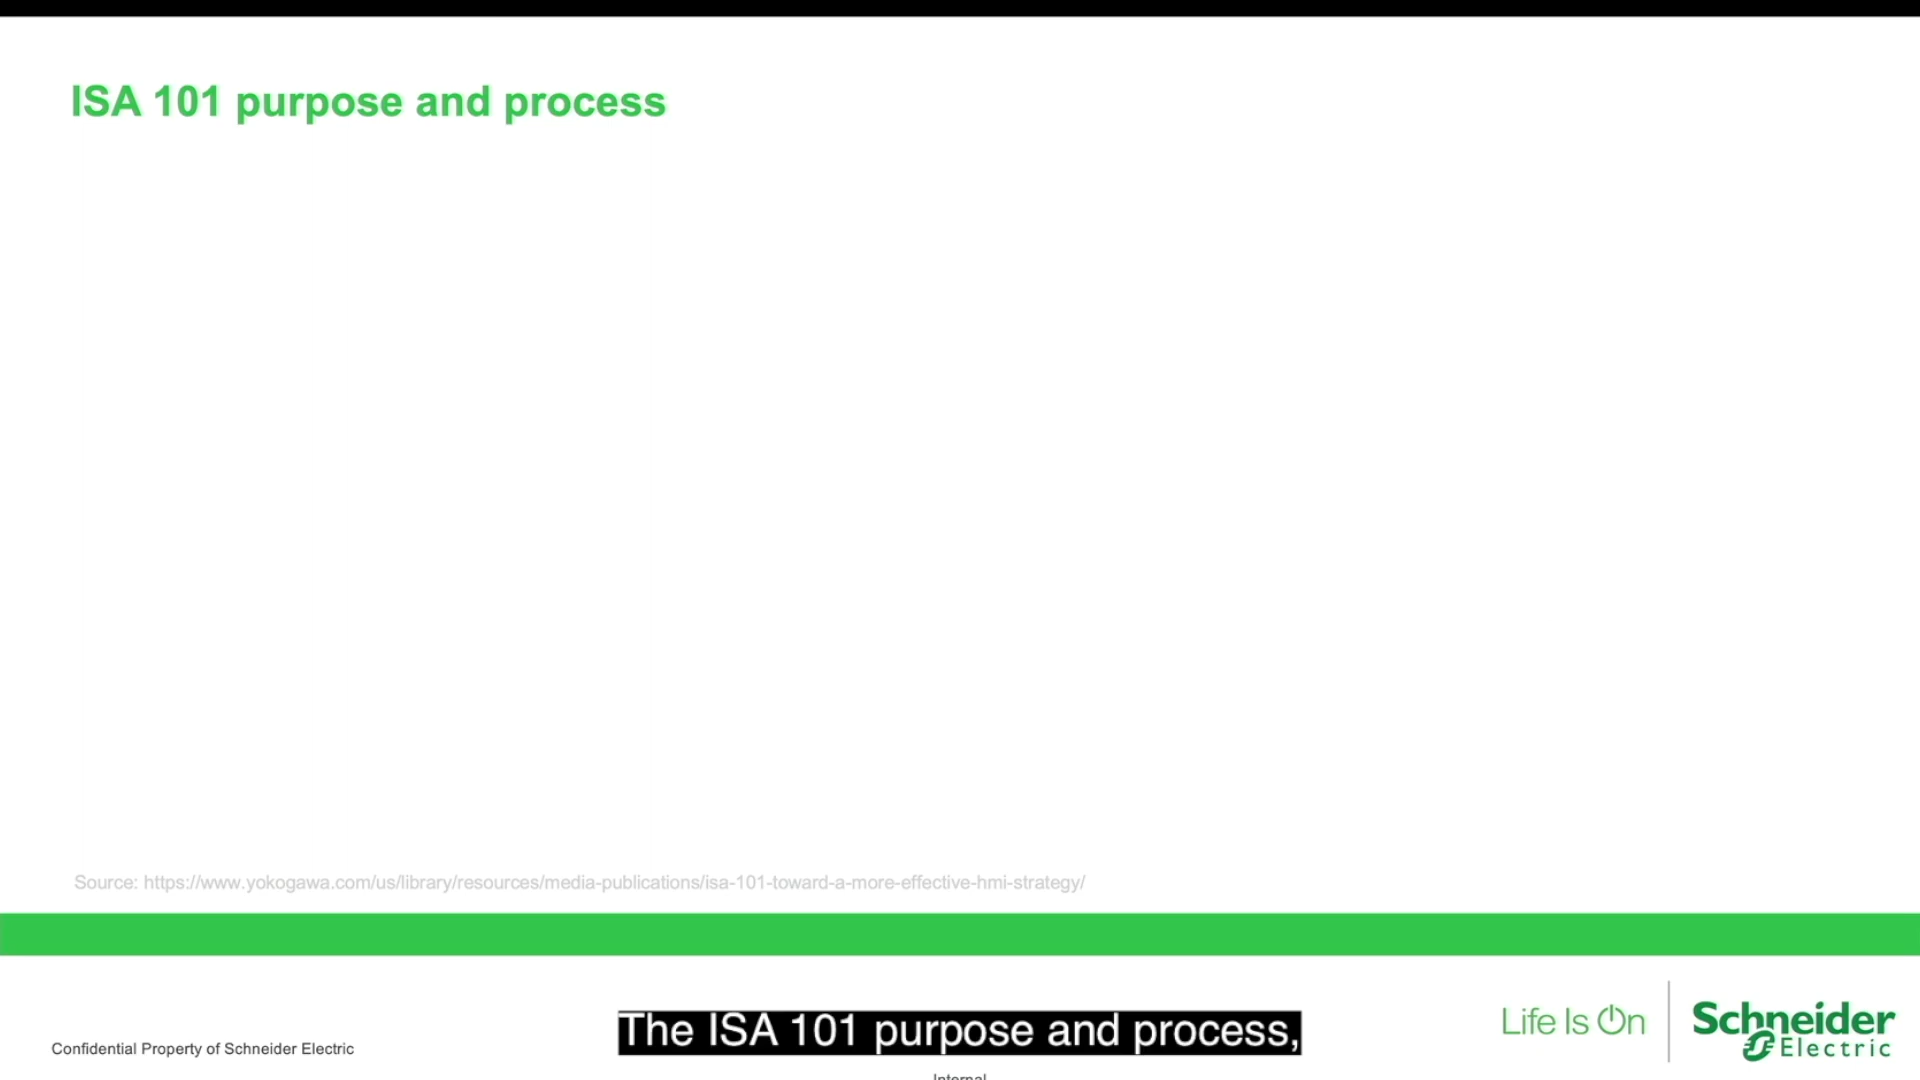 ISA 101 purpose and process
Source: https://www.yokogawa.com/us/library/resources/media-publications/isa-101-toward-a-more-effective-hmi-strategy/
Confidential Property of Schneider Electric
The ISA 101 purpose and process,
Internal
Life Is On
Schneider
Electric